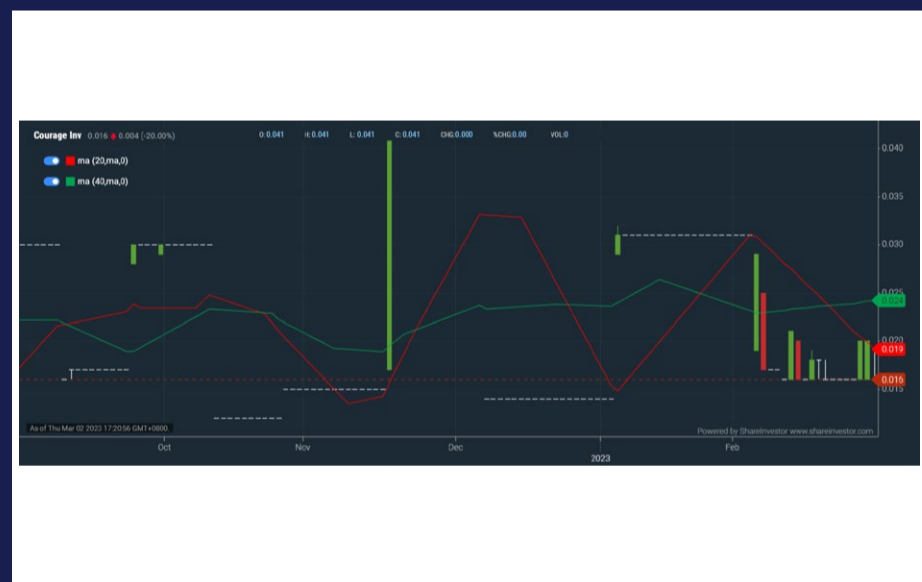 Courage Inv 0.016 0.004 (-20.00%) O: 0.041 H: 0.041 L: 0.041 C: 0.041 CHG:0.000 %CHG:0.00 VOL:0
ma (20,ma,0)
ma (40,ma,0)
0.040
0.035
0.030
0.025
0.024
0.020
0.019
0.016
0.015
As of Thu Mar 02 2023 17:20:56 GMT+0800
Powered by ShareInvestor www.shareinvestor.com
Oct Nov Dec Feb
2023